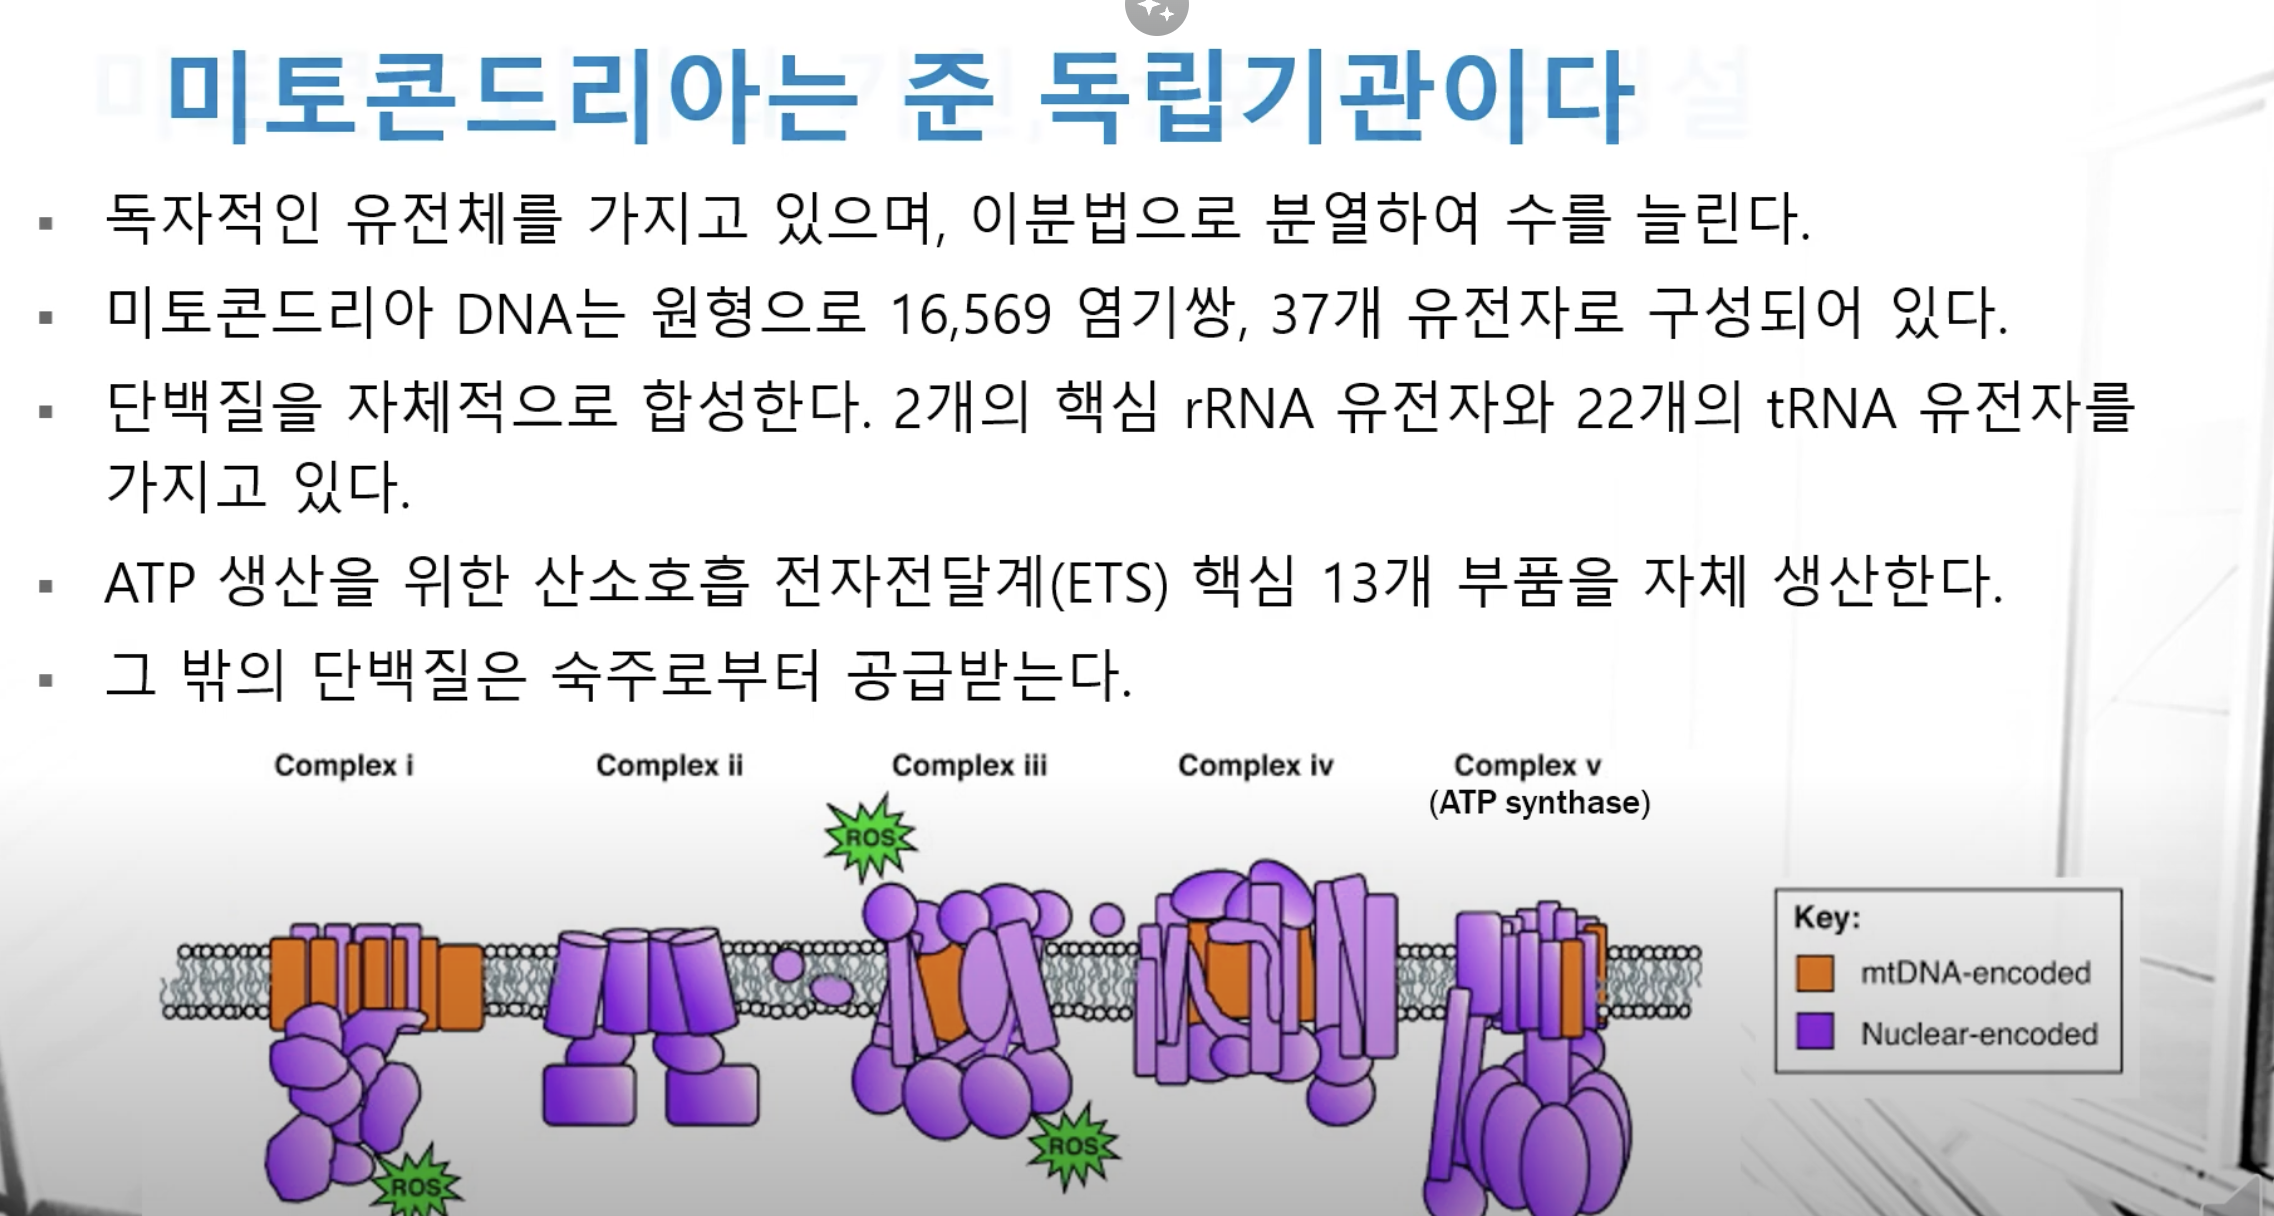 미토콘드리아는 준 독립기관이다
▪ 독자적인 유전체를 가지고 있으며, 이분법으로 분열하여 수를 늘린다.
▪ 미토콘드리아 DNA는 원형으로 16,569 염기쌍, 37개 유전자로 구성되어 있다.
▪ 단백질을 자체적으로 합성한다. 2개의 핵심 rRNA 유전자와 22개의 tRNA 유전자를
가지고 있다.
▪ ATP 생산을 위한 산소호흡 전자전달계(ETS) 핵심 13개 부품을 자체 생산한다.
▪ 그 밖의 단백질은 숙주로부터 공급받는다.
Complex i
Complex ii
Complex iii
Complex iv
Complex v
(ATP synthase)
ROS
Key:
mtDNA-encoded
Nuclear-encoded
ROS
ROS